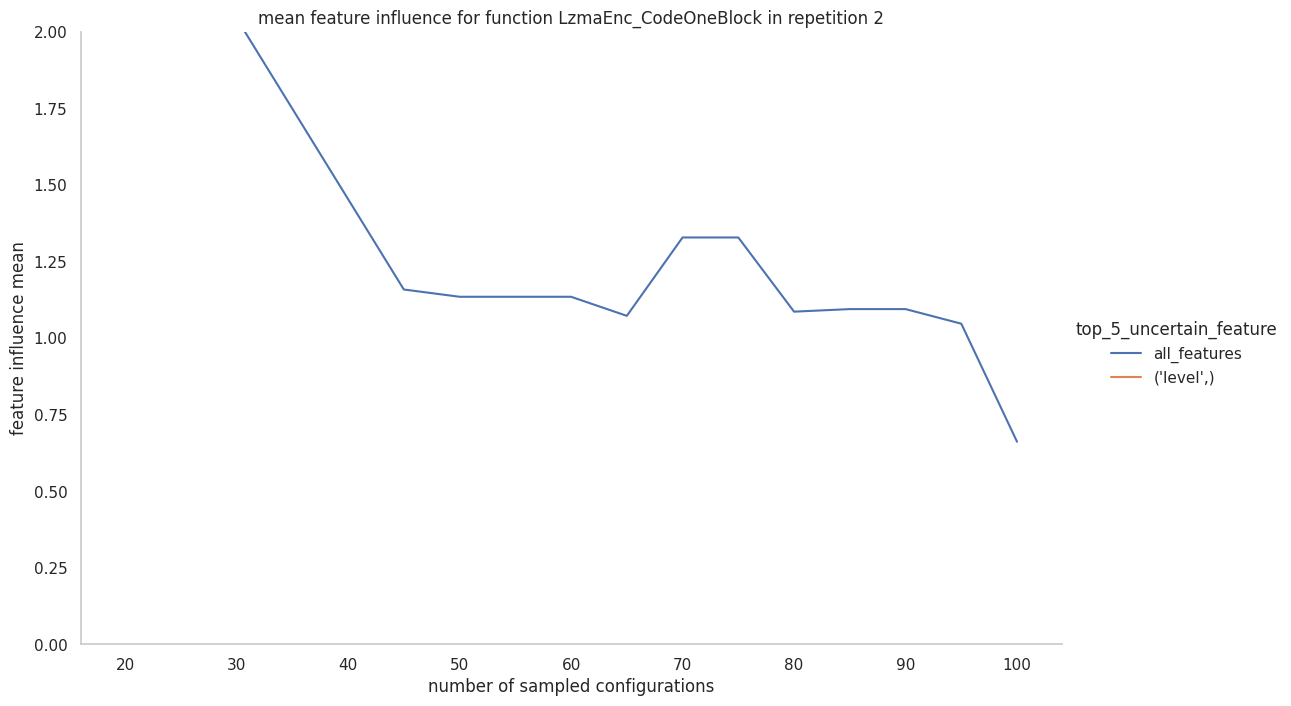 mean feature influence for function LzmaEnc_CodeOneBlock in repetition 2
2.00
1.75
1.50
1.25
1.00
0.75
0.50
0.25
0.00
feature influence mean
20 30 40 50 60 70 80 90 100
number of sampled configurations
top_5_uncertain_feature
all_features
('level',)